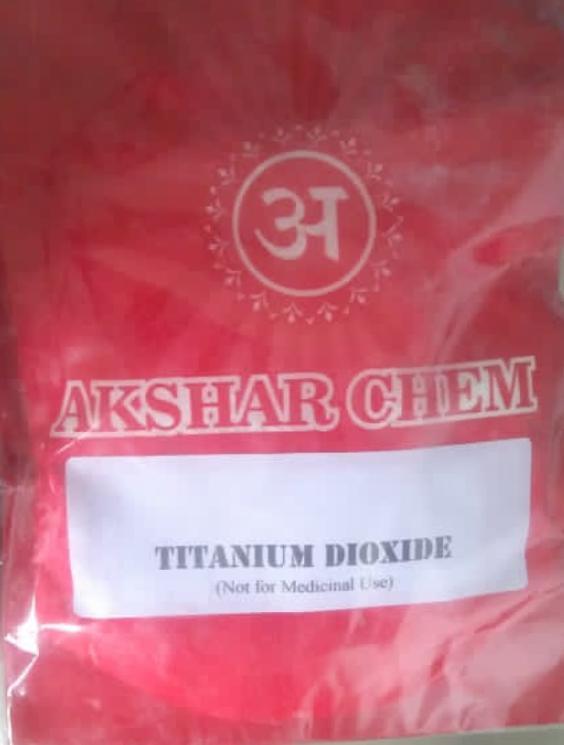 अ
AKSHAR CHEM
TITANIUM DIOXIDE
(Not for Medicinal Use)